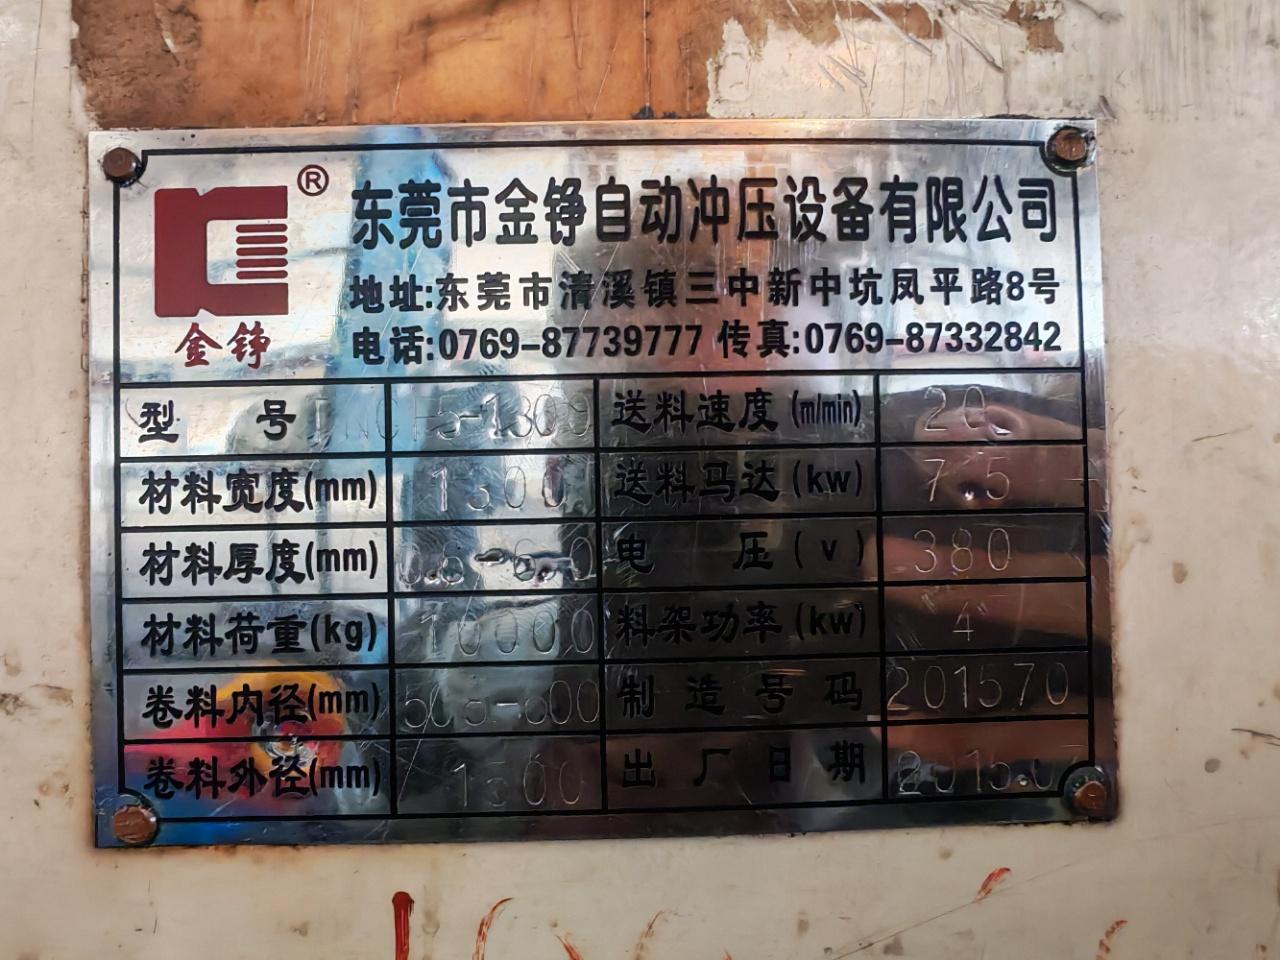 ®
东莞市金铮自动冲压设备有限公司
地址:东莞市清溪镇三中新中坑凤平路8号
金铮
电话:0769-87739777 传真:0769-87332842
型 号 送料速度(m/min) 20
材料宽度(mm) 1300 送料马达(kw) 7.5
材料厚度(mm) 电 压(v) 380
材料荷重(kg) 10000 料架功率(kw) 4
卷料内径(mm) 制造号码 201570
卷料外径(mm) 1500 出厂日期